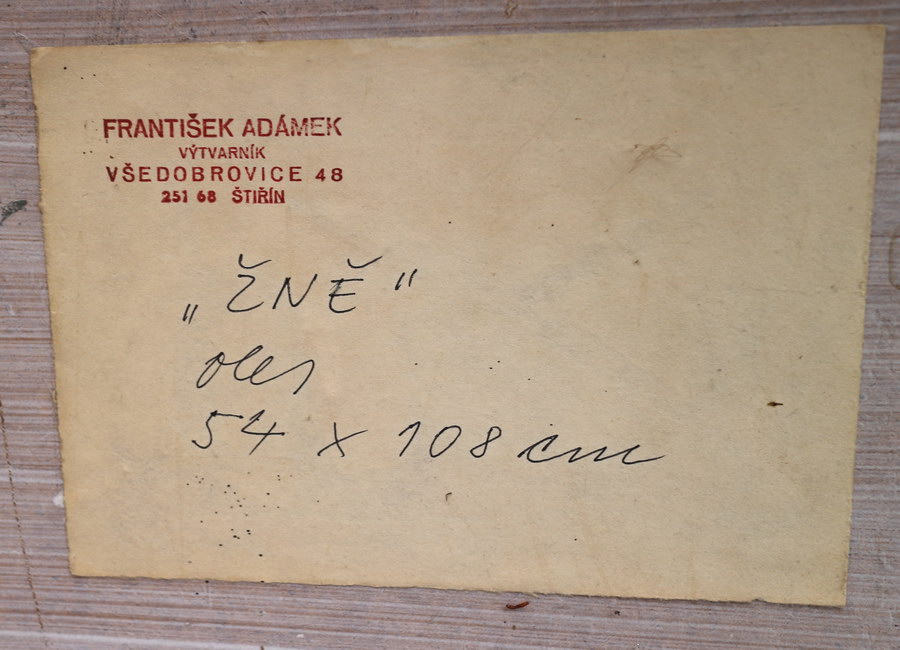 FRANTIŠEK ADÁMEK
VÝTVARNÍK
VŠEDOBROVICE 48
251 68 ŠTIŘÍN
„ŽNĚ“
olej
54 x 108 cm